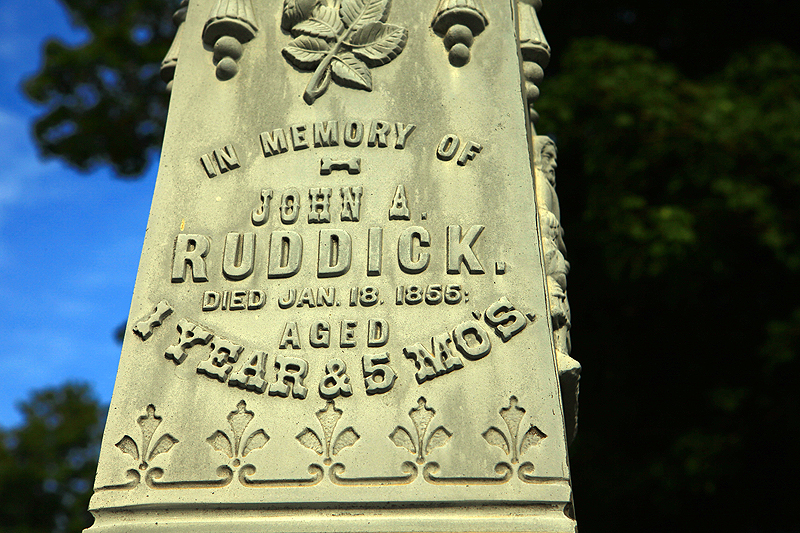 IN MEMORY OF
JOHN A.
RUDDICK.
DIED JAN. 18. 1855;
AGED
1 YEAR & 5 MO'S.